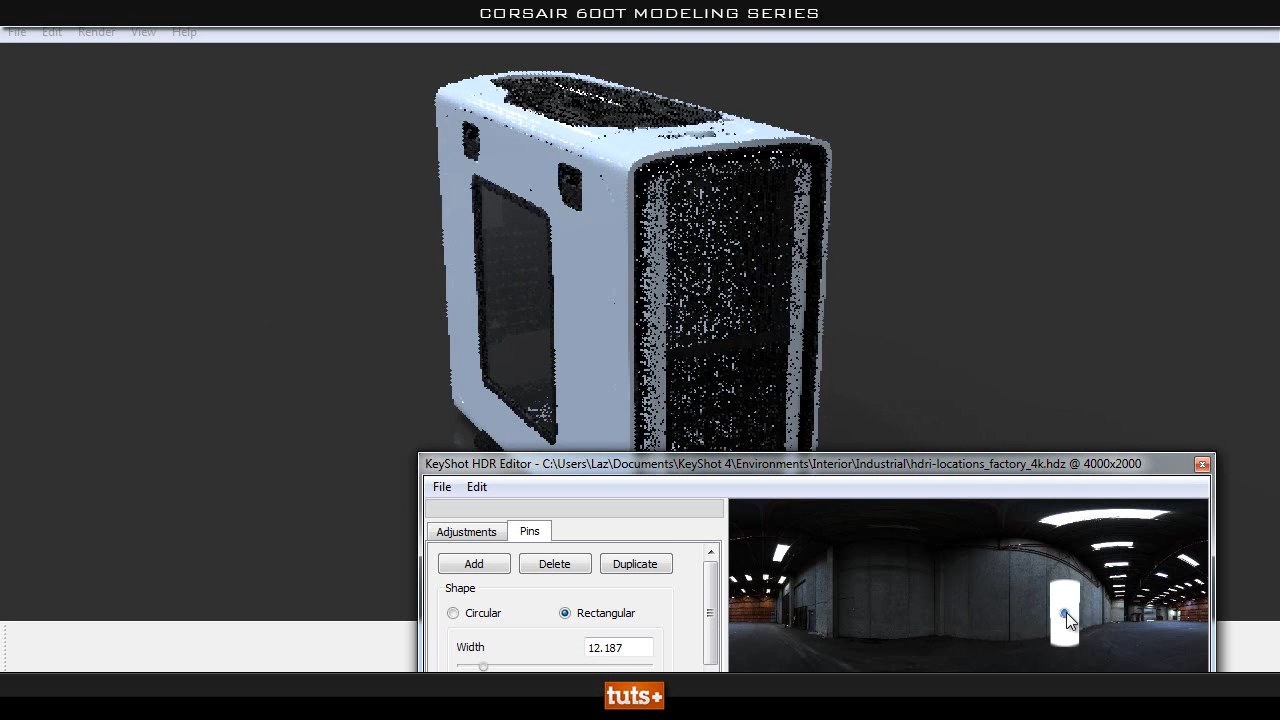 CORSAIR 600T MODELING SERIES
File Edit Render View Help
KeyShot HDR Editor - C:\Users\Laz\Documents\KeyShot 4\Environments\Interior\Industrial\hdri-locations_factory_4k.hdz @ 4000x2000
File Edit
Adjustments Pins
Add Delete Duplicate
Shape
Circular Rectangular
Width 12.187
tuts+